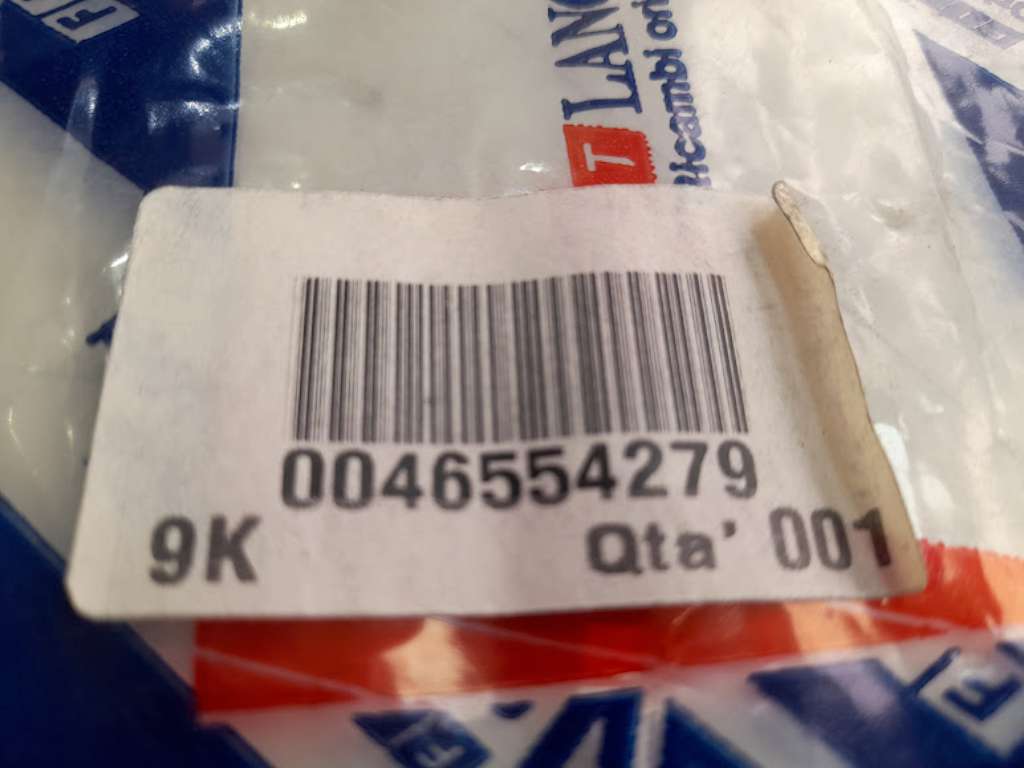 LANC
T Ricambi ori
0046554279
9K Qta' 001